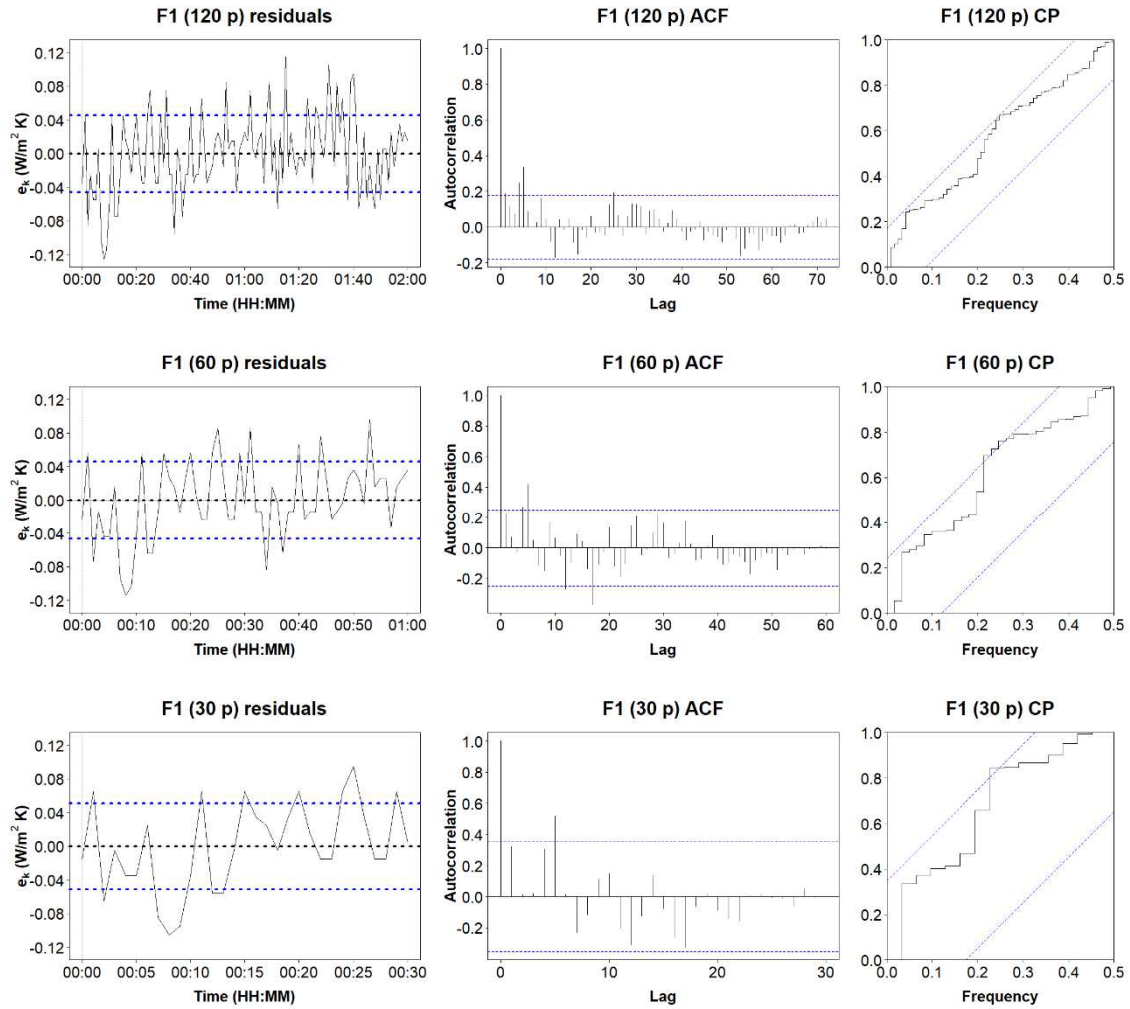 F1 (120 p) residuals
0.12
0.08
0.04
0.00
-0.04
-0.08
-0.12
e_k (W/m² K)
00:00 00:20 00:40 01:00 01:20 01:40 02:00
Time (HH:MM)
F1 (120 p) ACF
1.0
0.8
0.6
0.4
0.2
0.0
-0.2
Autocorrelation
0 10 20 30 40 50 60 70
Lag
F1 (120 p) CP
1.0
0.8
0.6
0.4
0.2
0.0
0.0 0.1 0.2 0.3 0.4 0.5
Frequency
F1 (60 p) residuals
0.12
0.08
0.04
0.00
-0.04
-0.08
-0.12
e_k (W/m² K)
00:00 00:10 00:20 00:30 00:40 00:50 01:00
Time (HH:MM)
F1 (60 p) ACF
1.0
0.8
0.6
0.4
0.2
0.0
-0.2
Autocorrelation
0 10 20 30 40 50 60
Lag
F1 (60 p) CP
1.0
0.8
0.6
0.4
0.2
0.0
0.0 0.1 0.2 0.3 0.4 0.5
Frequency
F1 (30 p) residuals
0.12
0.08
0.04
0.00
-0.04
-0.08
-0.12
e_k (W/m² K)
00:00 00:05 00:10 00:15 00:20 00:25 00:30
Time (HH:MM)
F1 (30 p) ACF
1.0
0.8
0.6
0.4
0.2
0.0
-0.2
Autocorrelation
0 10 20 30
Lag
F1 (30 p) CP
1.0
0.8
0.6
0.4
0.2
0.0
0.0 0.1 0.2 0.3 0.4 0.5
Frequency